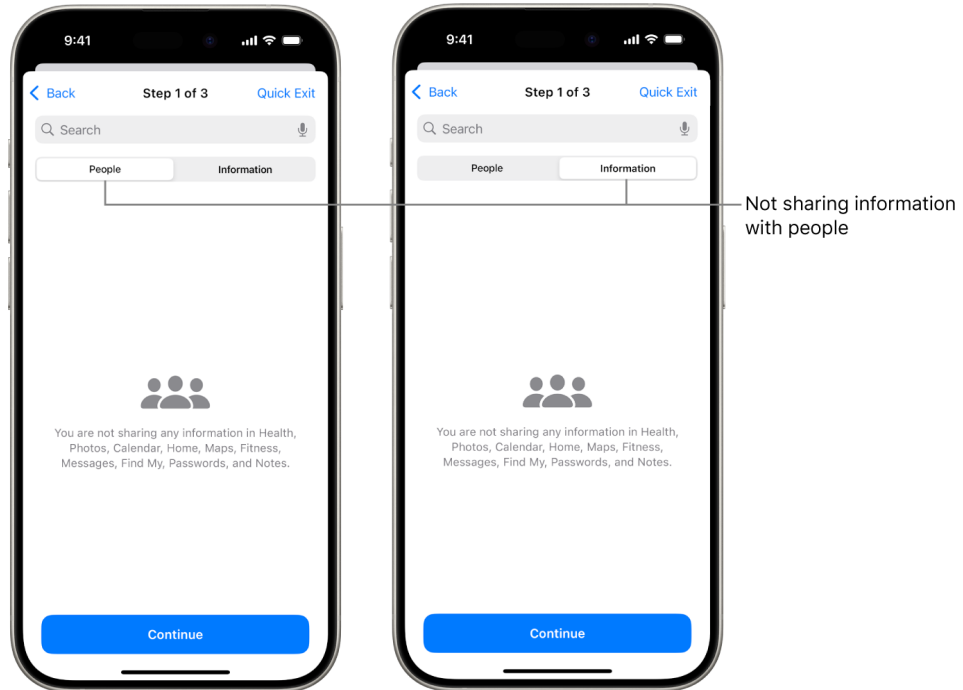 9:41
Back
Step 1 of 3
Quick Exit
Search
People
Information
You are not sharing any information in Health,
Photos, Calendar, Home, Maps, Fitness,
Messages, Find My, Passwords, and Notes.
Continue
9:41
Back
Step 1 of 3
Quick Exit
Search
People
Information
You are not sharing any information in Health,
Photos, Calendar, Home, Maps, Fitness,
Messages, Find My, Passwords, and Notes.
Continue
Not sharing information
with people